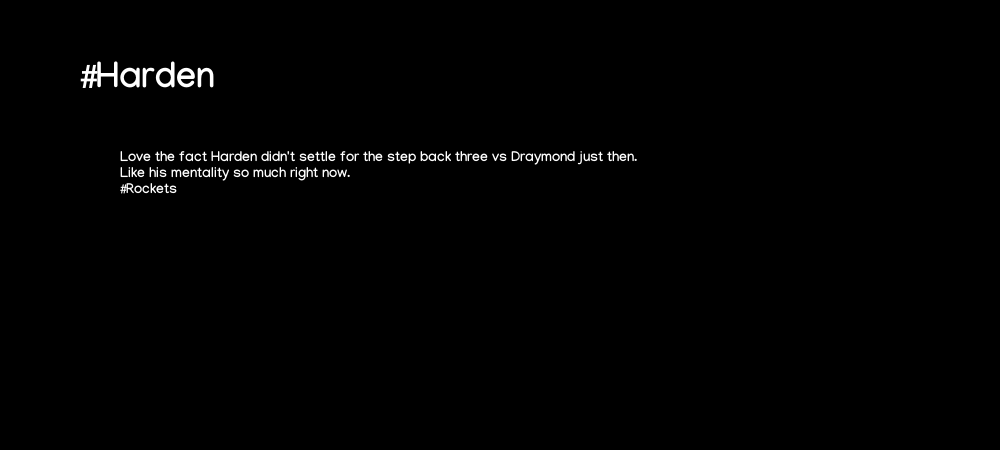 #Harden
Love the fact Harden didn't settle for the step back three vs Draymond just then.
Like his mentality so much right now.
#Rockets